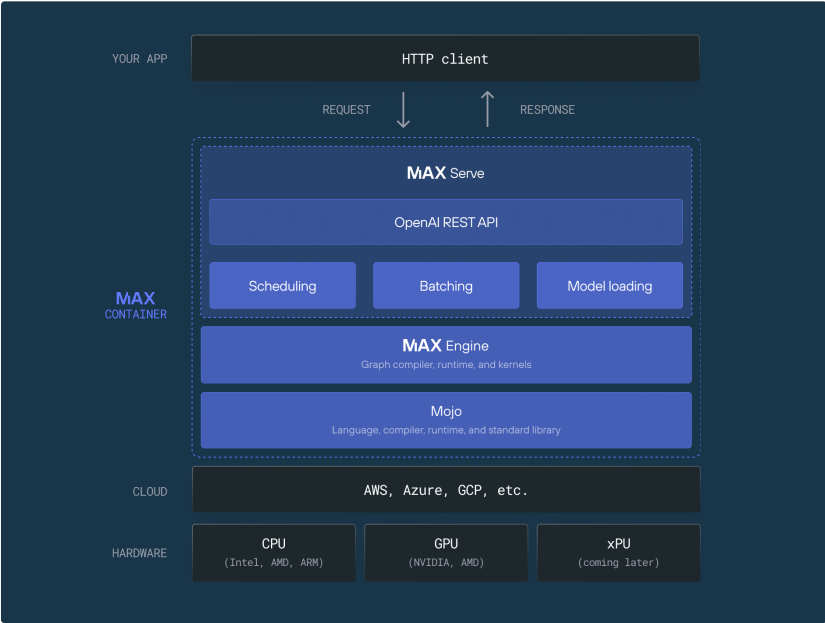 YOUR APP
HTTP client
REQUEST
RESPONSE
MAX Serve
OpenAI REST API
Scheduling
Batching
Model loading
MAX
CONTAINER
MAX Engine
Graph compiler, runtime, and kernels
Mojo
Language, compiler, runtime, and standard library
CLOUD
AWS, Azure, GCP, etc.
HARDWARE
CPU
(Intel, AMD, ARM)
GPU
(NVIDIA, AMD)
xPU
(coming later)